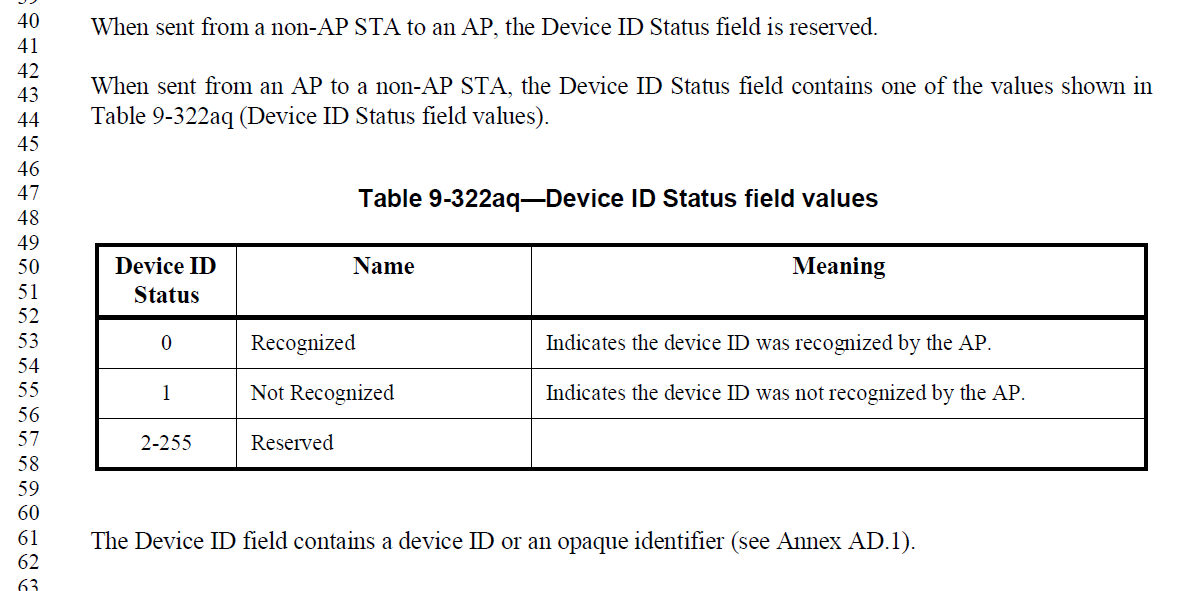 40 When sent from a non-AP STA to an AP, the Device ID Status field is reserved.
41
42
43 When sent from an AP to a non-AP STA, the Device ID Status field contains one of the values shown in
44 Table 9-322aq (Device ID Status field values).
45
46
47 Table 9-322aq—Device ID Status field values
48
49
50 Device ID Name Meaning
51 Status
52
53 0 Recognized Indicates the device ID was recognized by the AP.
54
55 1 Not Recognized Indicates the device ID was not recognized by the AP.
56
57 2-255 Reserved
58
59
60
61 The Device ID field contains a device ID or an opaque identifier (see Annex AD.1).
62
63